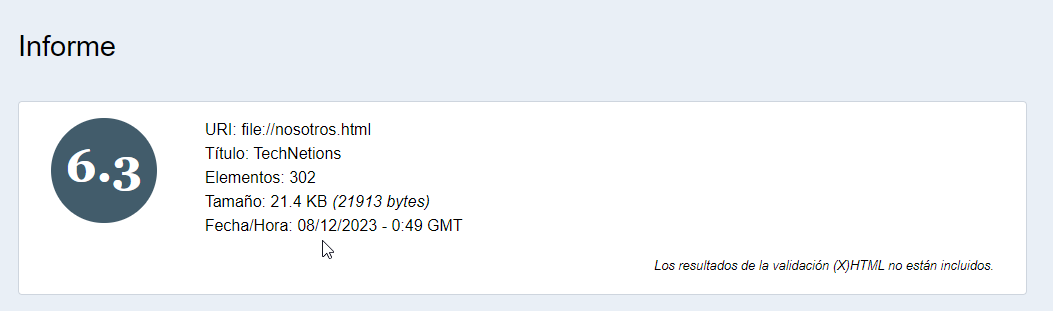 Informe
6.3
URI: file://nosotros.html
Título: TechNetions
Elementos: 302
Tamaño: 21.4 KB (21913 bytes)
Fecha/Hora: 08/12/2023 - 0:49 GMT
Los resultados de la validación (X)HTML no están incluidos.